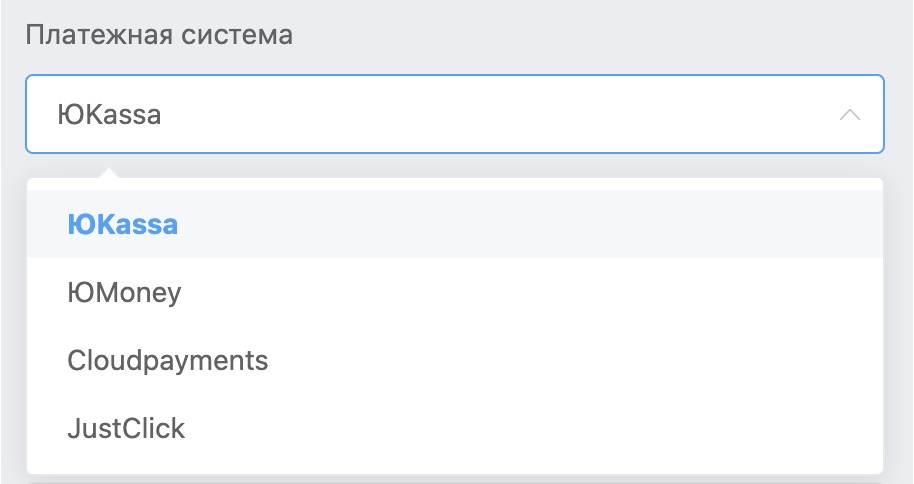 Платежная система
ЮKassa
ЮKassa
ЮMoney
Cloudpayments
JustClick